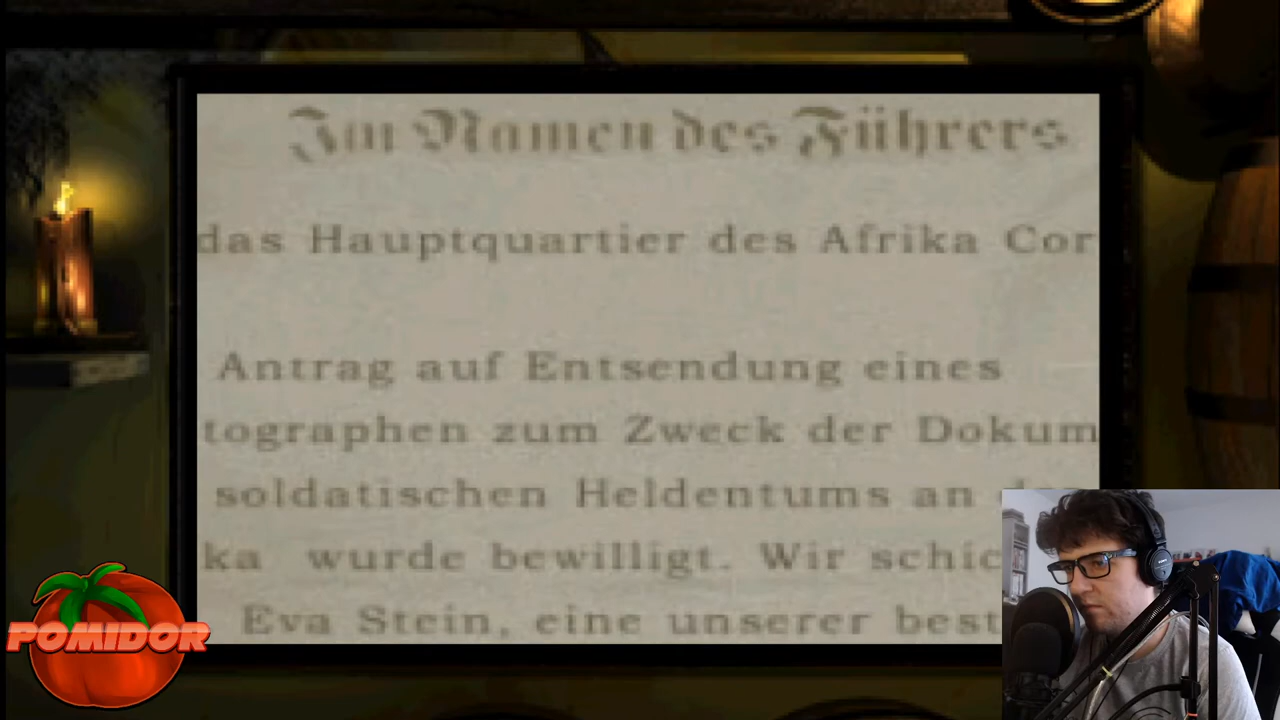 Im Namen des Führers
das Hauptquartier des Afrika Cor
Antrag auf Entsendung eines
tographen zum Zweck der Dokum
soldatischen Heldentums an
ka wurde bewilligt. Wir schic
Eva Stein, eine unserer best
POMIDOR